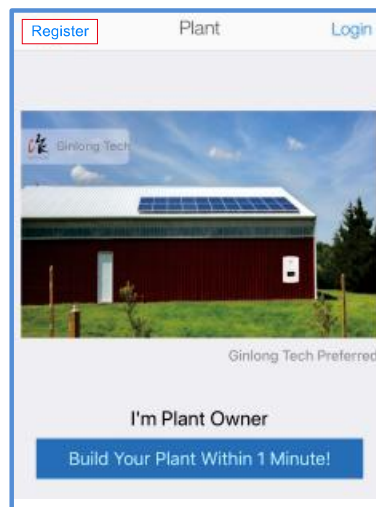 Register Plant Login
Ginlong Tech
Ginlong Tech Preferred
I'm Plant Owner
Build Your Plant Within 1 Minute!